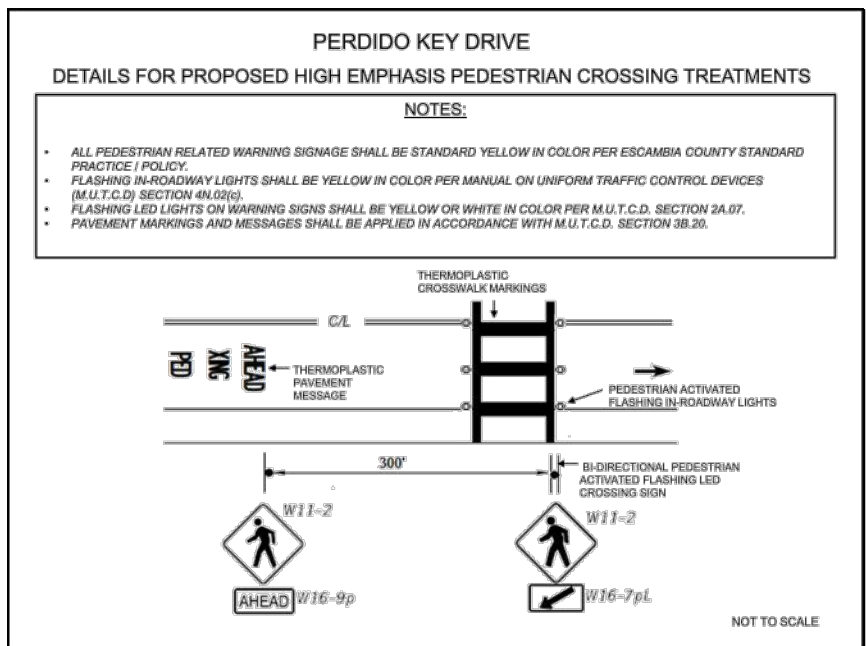 PERDIDO KEY DRIVE
DETAILS FOR PROPOSED HIGH EMPHASIS PEDESTRIAN CROSSING TREATMENTS
NOTES:
• ALL PEDESTRIAN RELATED WARNING SIGNAGE SHALL BE STANDARD YELLOW IN COLOR PER ESCAMBIA COUNTY STANDARD
PRACTICE / POLICY.
• FLASHING IN-ROADWAY LIGHTS SHALL BE YELLOW IN COLOR PER MANUAL ON UNIFORM TRAFFIC CONTROL DEVICES
(M.U.T.C.D) SECTION 4N.02(c).
• FLASHING LED LIGHTS ON WARNING SIGNS SHALL BE YELLOW OR WHITE IN COLOR PER M.U.T.C.D. SECTION 2A.07.
• PAVEMENT MARKINGS AND MESSAGES SHALL BE APPLIED IN ACCORDANCE WITH M.U.T.C.D. SECTION 3B.20.
THERMOPLASTIC
CROSSWALK MARKINGS
C/L
PED
XNG
AHEAD
THERMOPLASTIC
PAVEMENT
MESSAGE
PEDESTRIAN ACTIVATED
FLASHING IN-ROADWAY LIGHTS
300'
BI-DIRECTIONAL PEDESTRIAN
ACTIVATED FLASHING LED
CROSSING SIGN
W11-2
W11-2
AHEAD
W16-9p
W16-7pL
NOT TO SCALE